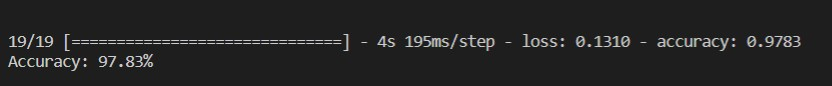 19/19 [==============================] - 4s 195ms/step - loss: 0.1310 - accuracy: 0.9783
Accuracy: 97.83%